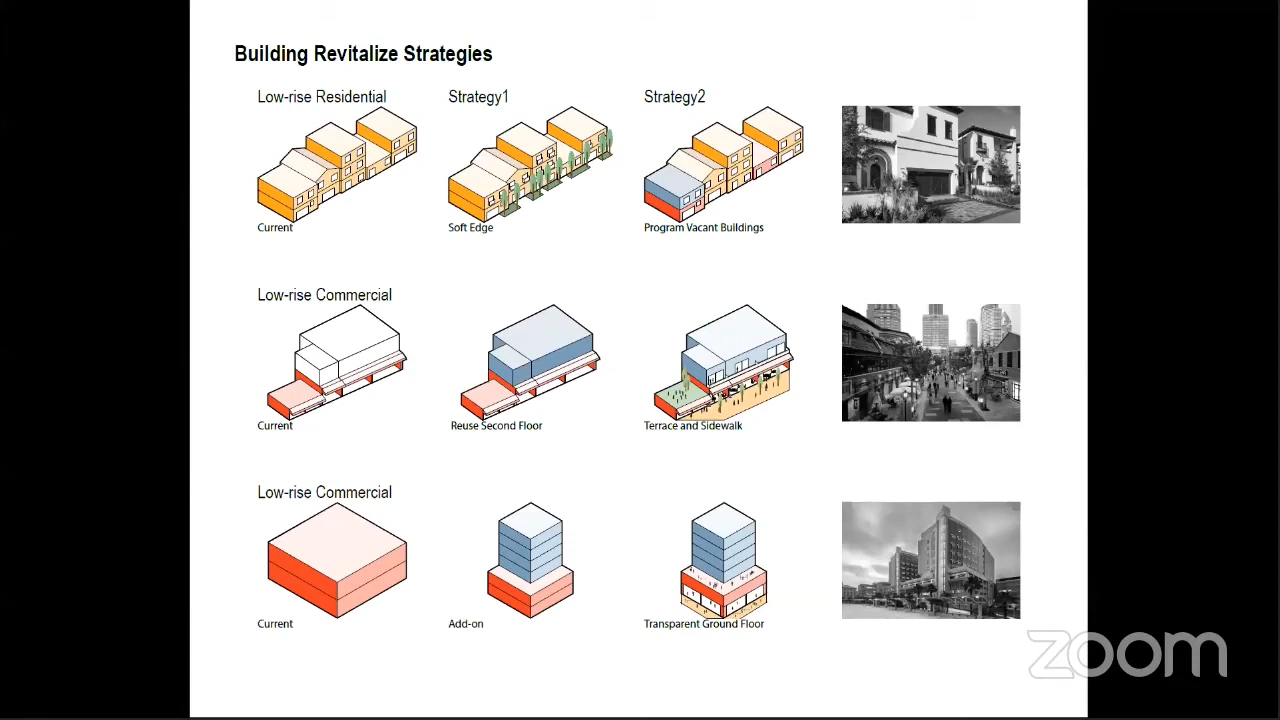 Building Revitalize Strategies
Low-rise Residential
Strategy1
Strategy2
Current
Soft Edge
Program Vacant Buildings
Low-rise Commercial
Current
Reuse Second Floor
Terrace and Sidewalk
Low-rise Commercial
Current
Add-on
Transparent Ground Floor
zoom